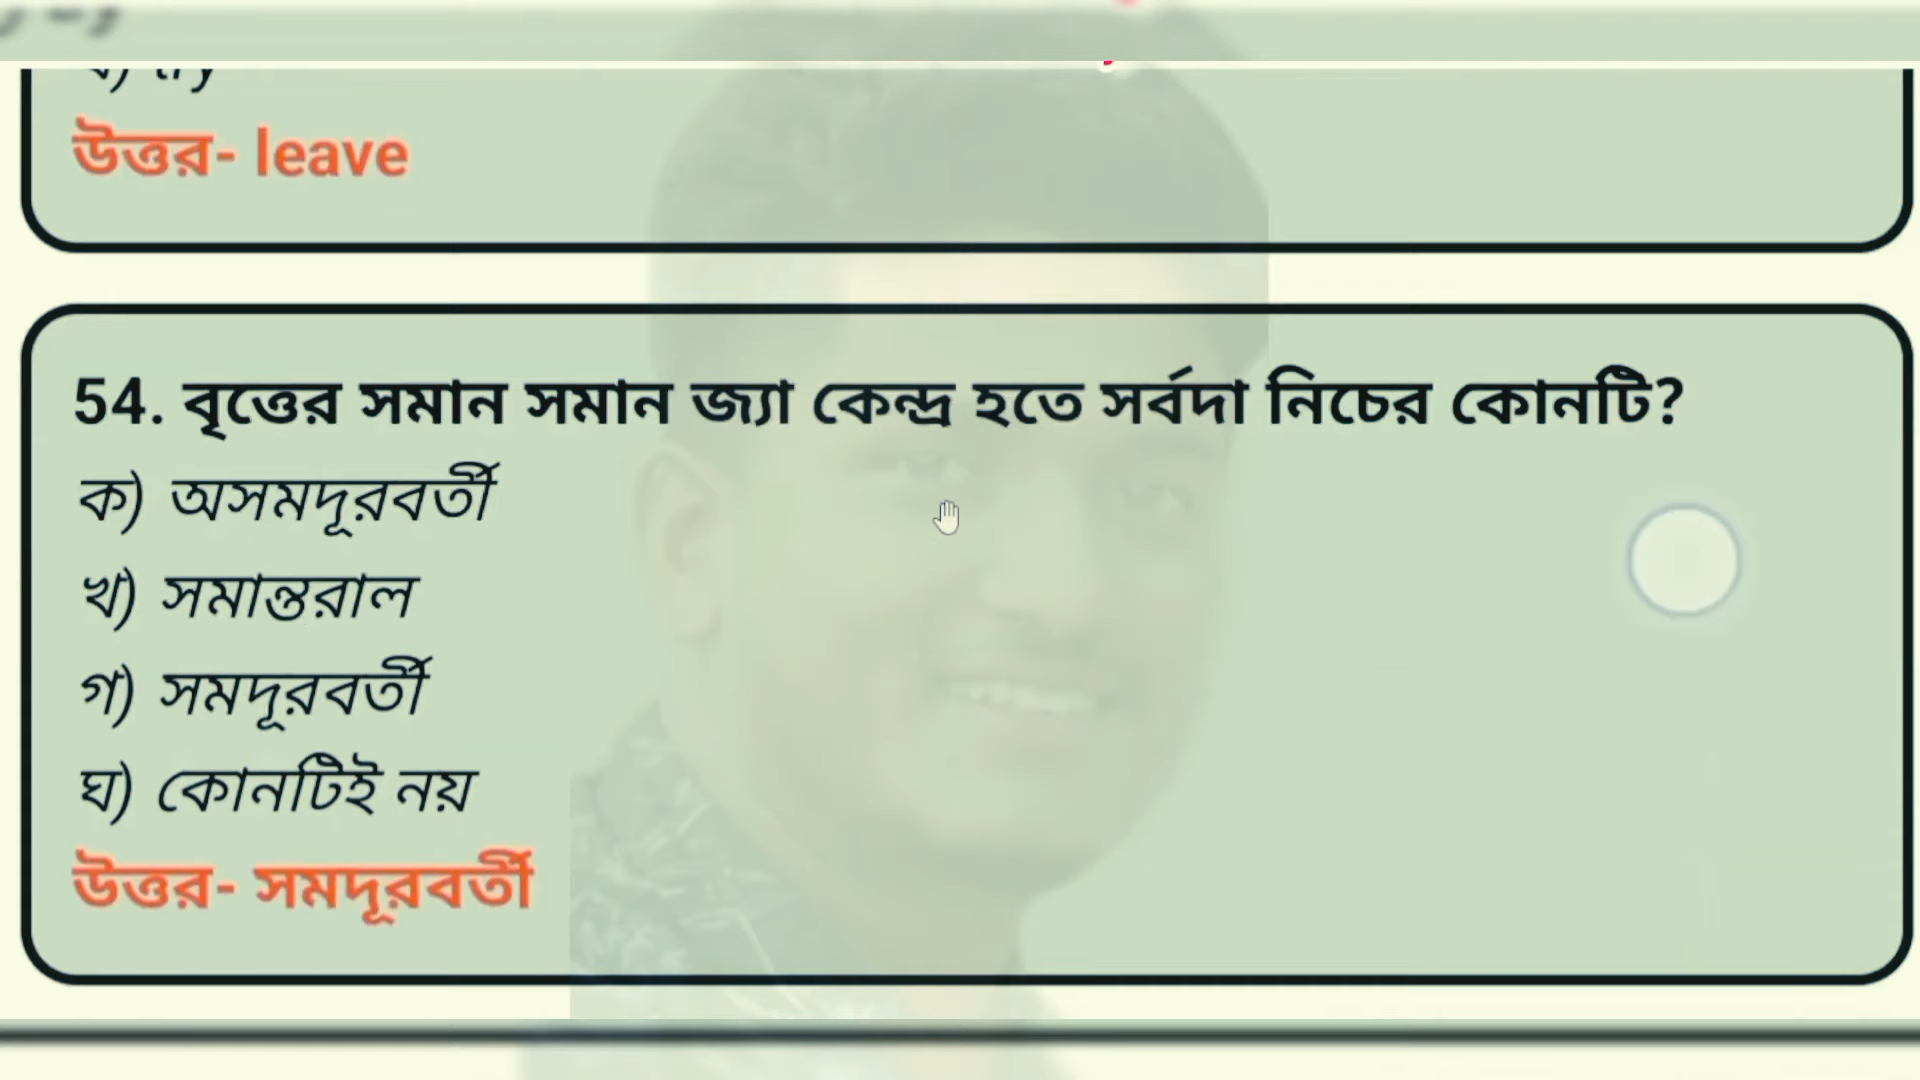 উত্তর- leave
54. বৃত্তের সমান সমান জ্যা কেন্দ্র হতে সর্বদা নিচের কোনটি?
ক) অসমদূরবর্তী
খ) সমান্তরাল
গ) সমদূরবর্তী
ঘ) কোনটিই নয়
উত্তর- সমদূরবর্তী